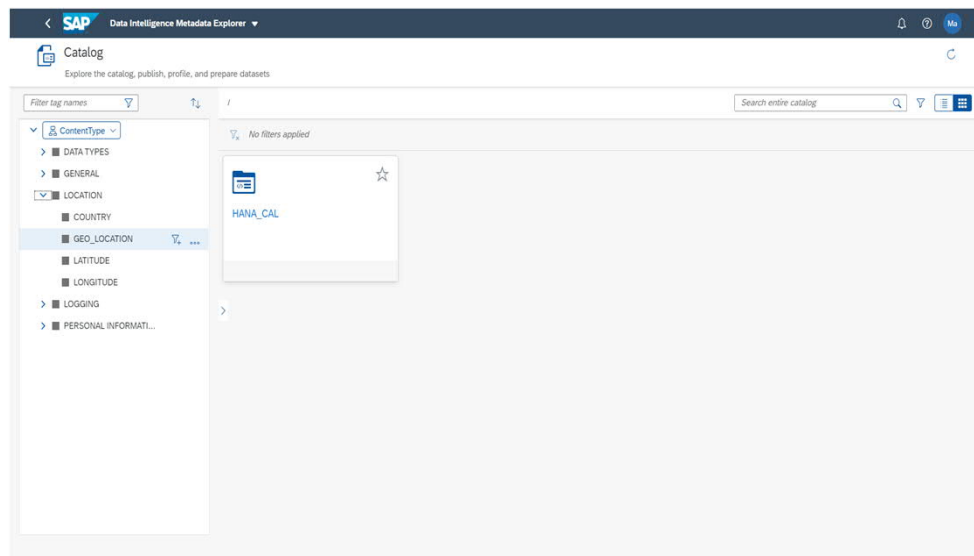 SAP Data Intelligence Metadata Explorer
Ma
Catalog
Explore the catalog, publish, profile, and prepare datasets
Filter tag names
/
Search entire catalog
ContentType
No filters applied
DATA TYPES
GENERAL
LOCATION
COUNTRY
GEO_LOCATION
LATITUDE
LONGITUDE
LOGGING
PERSONAL INFORMATI...
HANA_CAL